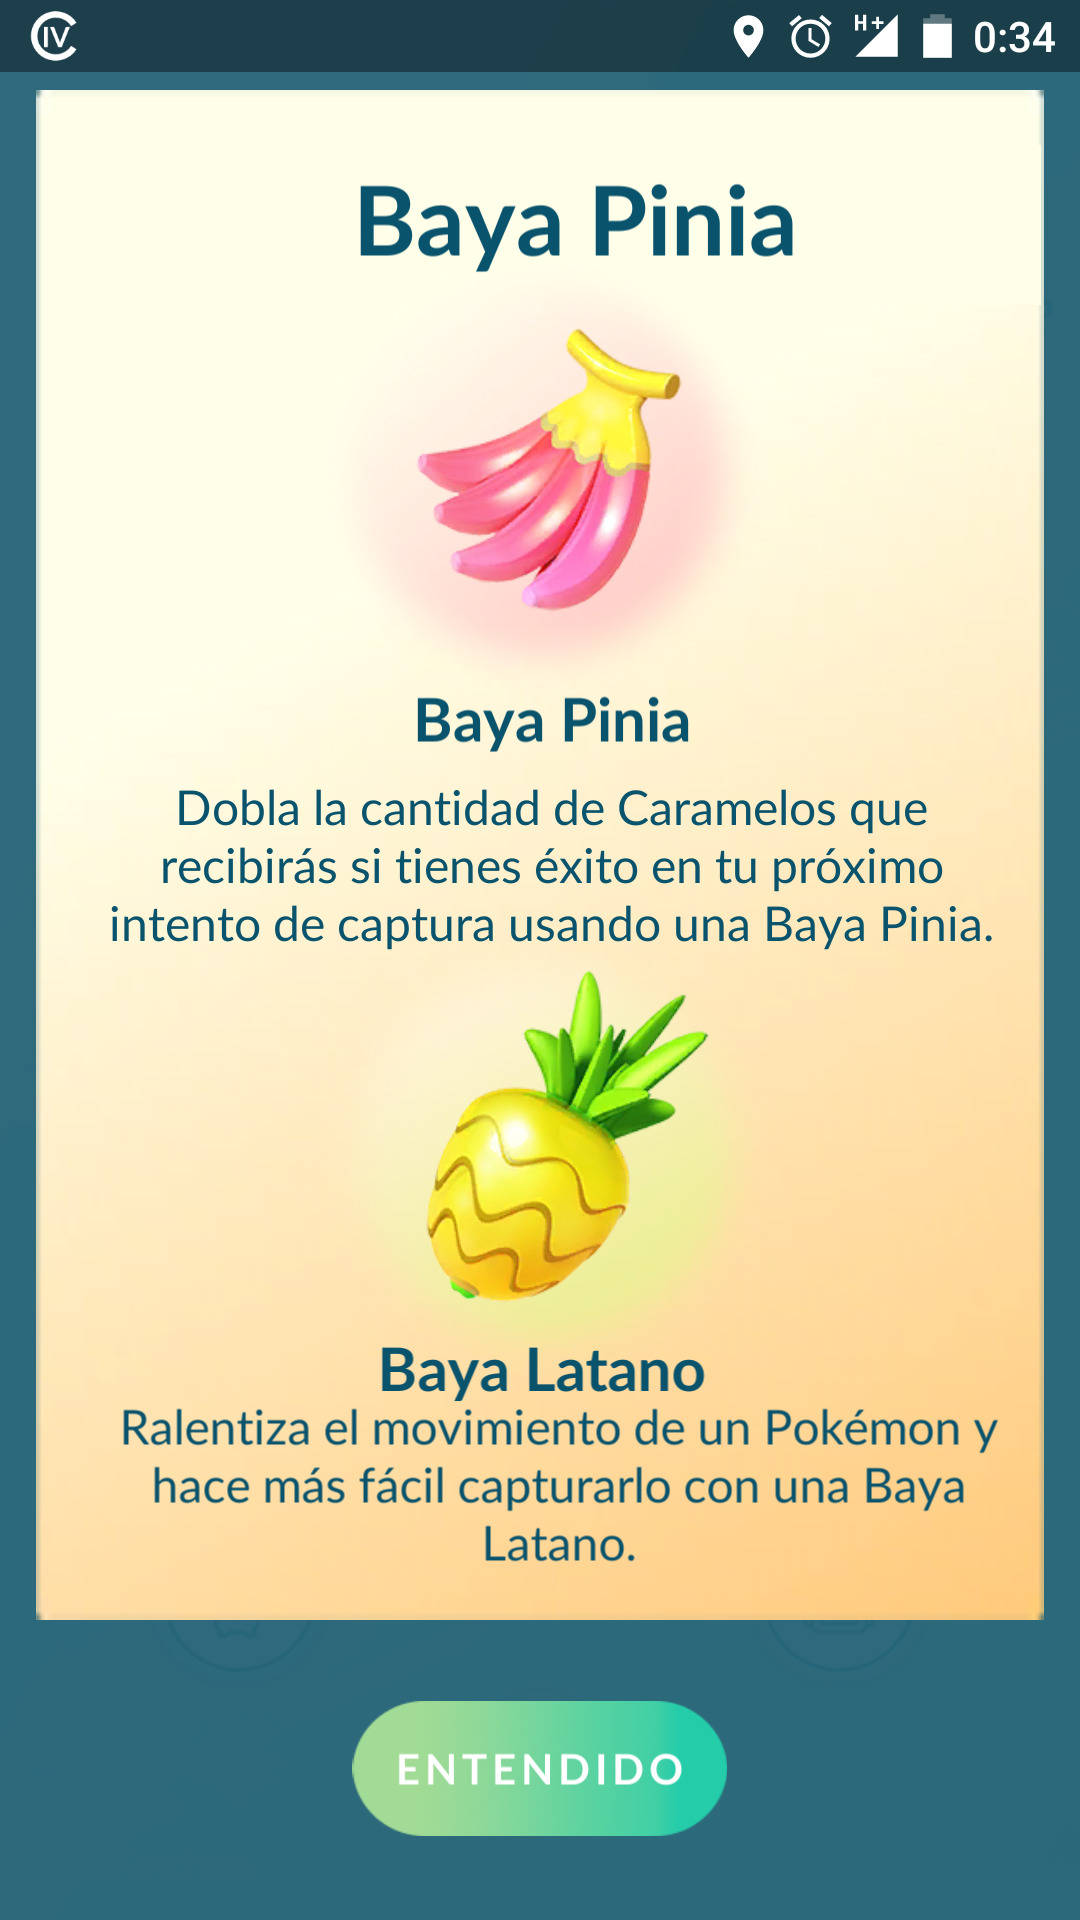 CIV
H+
0:34
Baya Pinia
Baya Pinia
Dobla la cantidad de Caramelos que
recibirás si tienes éxito en tu próximo
intento de captura usando una Baya Pinia.
Baya Latano
Ralentiza el movimiento de un Pokémon y
hace más fácil capturarlo con una Baya
Latano.
ENTENDIDO